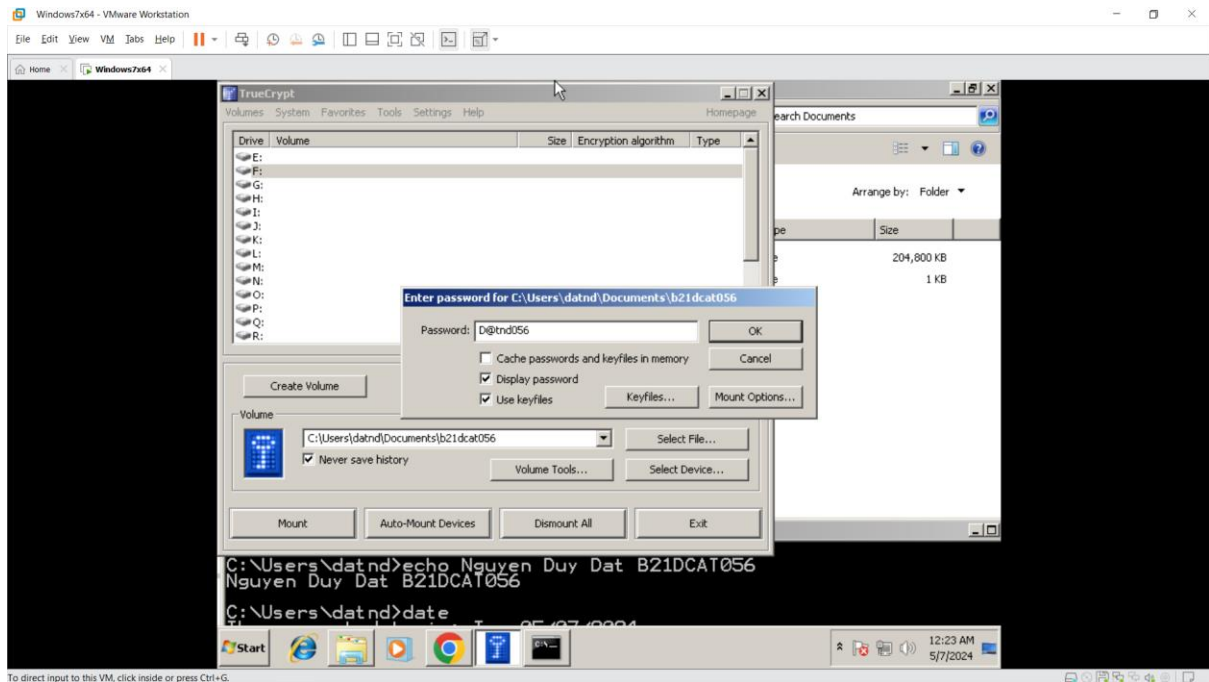 Windows7x64 - VMware Workstation
File Edit View VM Tabs Help
Home Windows7x64
TrueCrypt
Volumes System Favorites Tools Settings Help Homepage
earch Documents
Drive Volume Size Encryption algorithm Type
E:
F:
G:
H:
I:
J:
K:
L:
M:
N:
O:
P:
Q:
R:
Arrange by: Folder
pe Size
204,800 KB
1 KB
Enter password for C:\Users\datnd\Documents\b21dcat056
Password: D@tnd056 OK
Cache passwords and keyfiles in memory Cancel
Display password
Use keyfiles Keyfiles... Mount Options...
Create Volume
Volume
C:\Users\datnd\Documents\b21dcat056 Select File...
Never save history Volume Tools... Select Device...
Mount Auto-Mount Devices Dismount All Exit
C:\Users\datnd>echo Nguyen Duy Dat B21DCAT056
Nguyen Duy Dat B21DCAT056
C:\Users\datnd>date
Start
12:23 AM
5/7/2024
To direct input to this VM, click inside or press Ctrl+G.